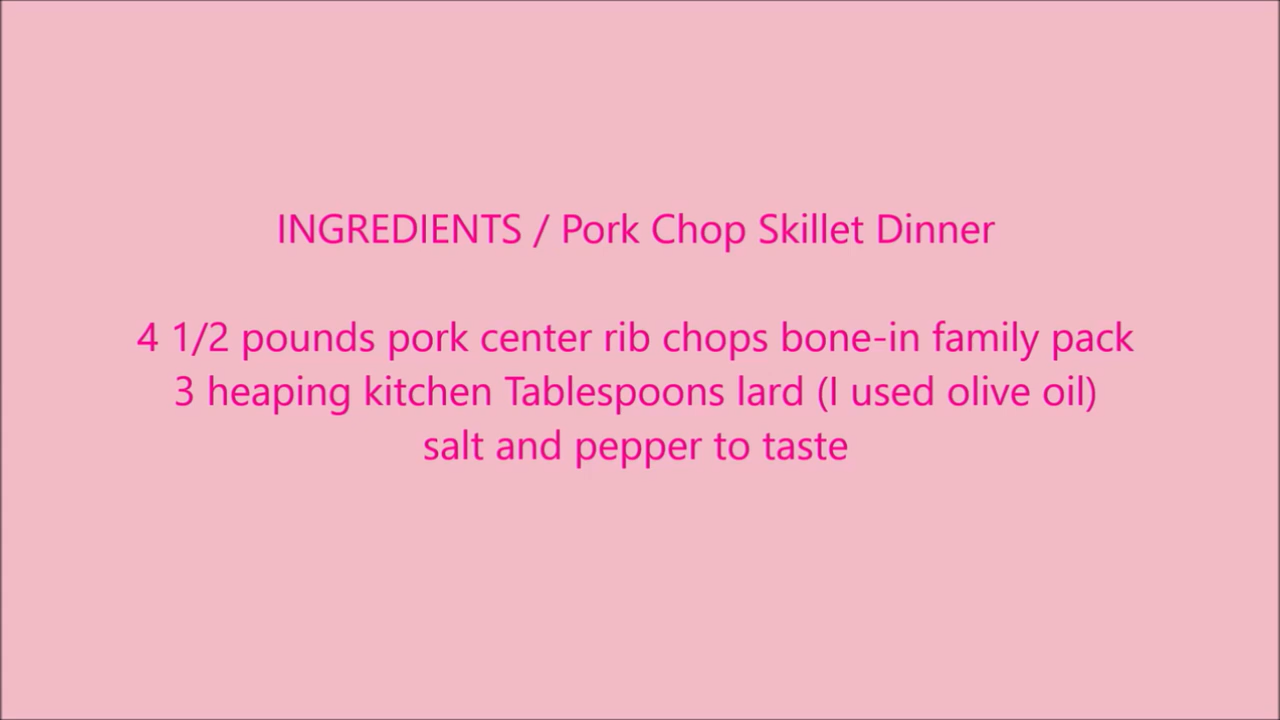 INGREDIENTS / Pork Chop Skillet Dinner
4 1/2 pounds pork center rib chops bone-in family pack
3 heaping kitchen Tablespoons lard (I used olive oil)
salt and pepper to taste